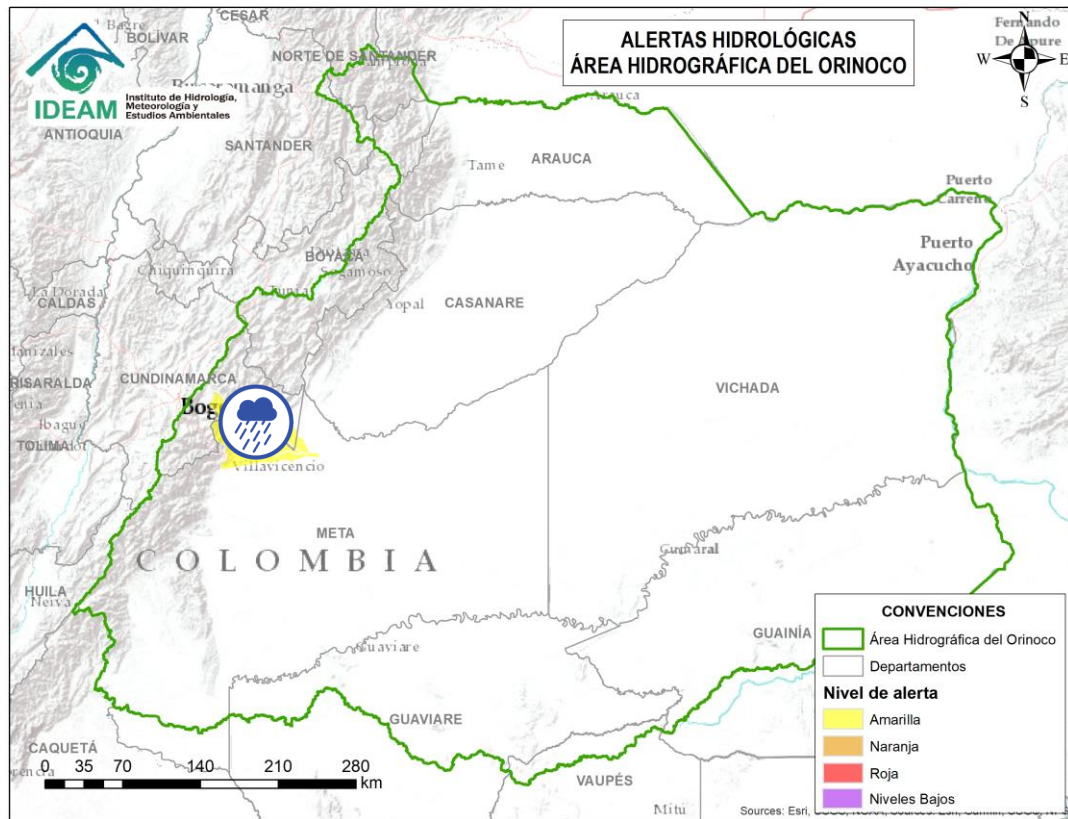 ALERTAS HIDROLÓGICAS
ÁREA HIDROGRÁFICA DEL ORINOCO
N
W E
S
IDEAM
Instituto de Hidrología,
Meteorología y
Estudios Ambientales
CESAR
BOLÍVAR
NORTE DE SANTANDER
ANTIOQUIA
SANTANDER
Arauca
ARAUCA
Tame
Puerto
Carreño
Puerto
Ayacucho
BOYACÁ
Sogamoso
Chiquinquirá
Tunja
La Dorada
CALDAS
Yopal
CASANARE
VICHADA
CUNDINAMARCA
Ibagué
TOLIMA
Villavicencio
META
COLOMBIA
Cumaral
HUILA
Neiva
GUAINÍA
Guaviare
GUAVIARE
CAQUETÁ
VAUPÉS
Mitú
0 35 70 140 210 280
km
CONVENCIONES
Área Hidrográfica del Orinoco
Departamentos
Nivel de alerta
Amarilla
Naranja
Roja
Niveles Bajos
Sources: Esri,